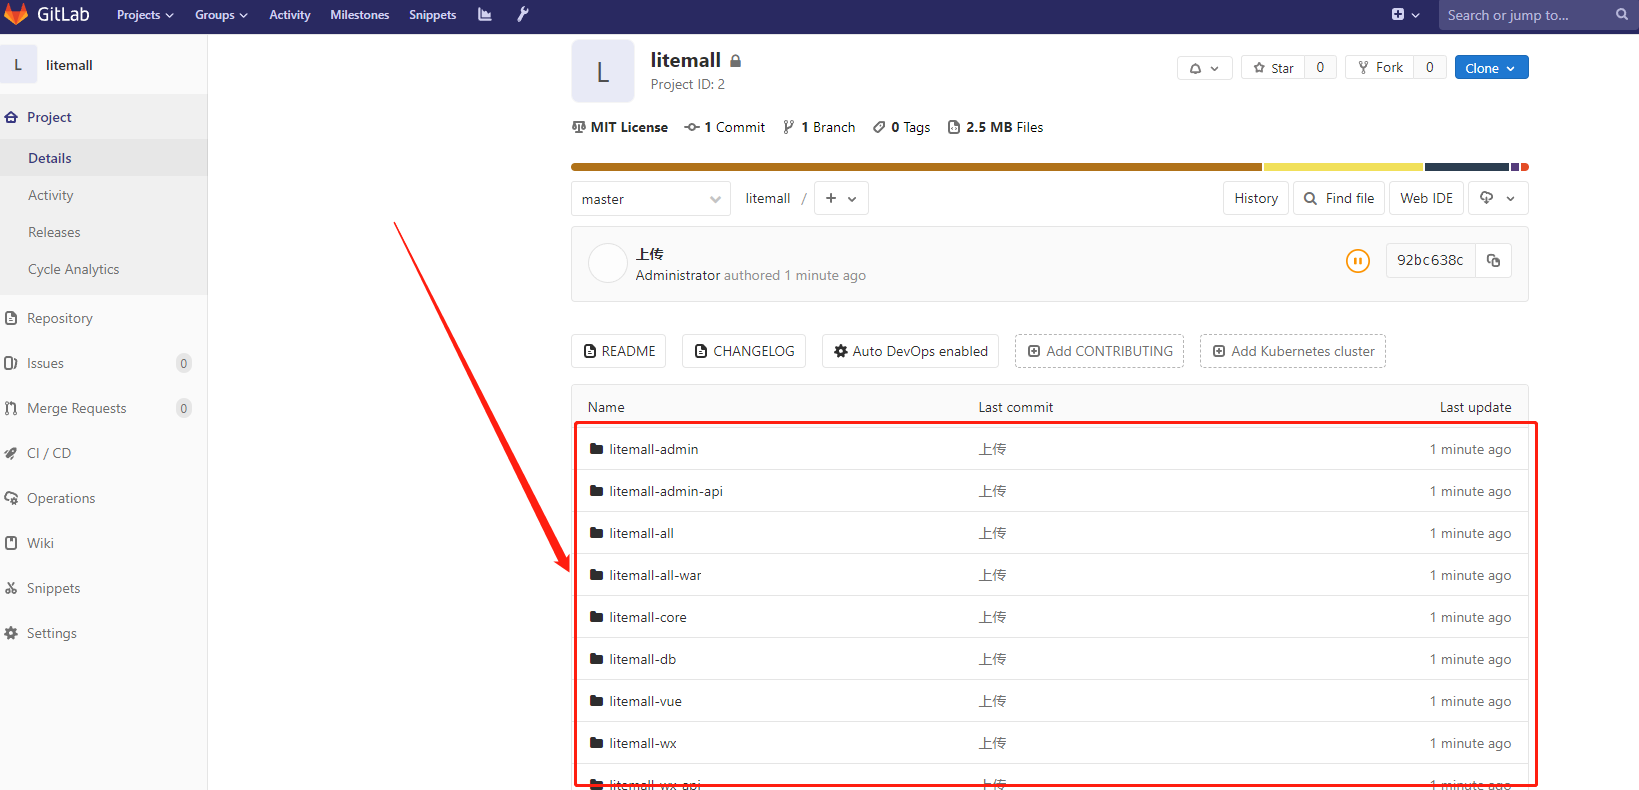 GitLab Projects Groups Activity Milestones Snippets Search or jump to...
L litemall
Project
Details
Activity
Releases
Cycle Analytics
Repository
Issues 0
Merge Requests 0
CI / CD
Operations
Wiki
Snippets
Settings
L
litemall
Project ID: 2
Star 0 Fork 0 Clone
MIT License 1 Commit 1 Branch 0 Tags 2.5 MB Files
master litemall / + History Find file Web IDE
上传
Administrator authored 1 minute ago
92bc638c
README CHANGELOG Auto DevOps enabled Add CONTRIBUTING Add Kubernetes cluster
Name Last commit Last update
litemall-admin 上传 1 minute ago
litemall-admin-api 上传 1 minute ago
litemall-all 上传 1 minute ago
litemall-all-war 上传 1 minute ago
litemall-core 上传 1 minute ago
litemall-db 上传 1 minute ago
litemall-vue 上传 1 minute ago
litemall-wx 上传 1 minute ago
litemall-wx-api 上传 1 minute ago